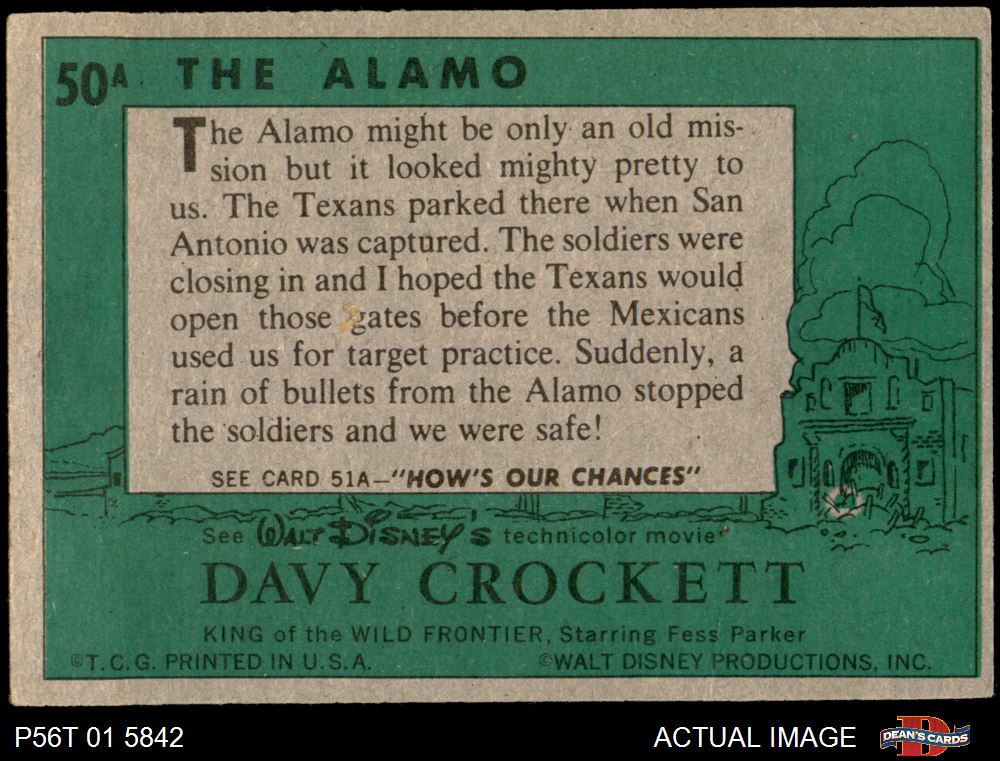 50A THE ALAMO
The Alamo might be only an old mis-
sion but it looked mighty pretty to
us. The Texans parked there when San
Antonio was captured. The soldiers were
closing in and I hoped the Texans would
open those gates before the Mexicans
used us for target practice. Suddenly, a
rain of bullets from the Alamo stopped
the soldiers and we were safe!
SEE CARD 51A—"HOW'S OUR CHANCES"
See WALT DISNEY'S technicolor movie
DAVY CROCKETT
KING of the WILD FRONTIER, Starring Fess Parker
©T.C.G. PRINTED IN U.S.A. ©WALT DISNEY PRODUCTIONS, INC.
P56T 01 5842 ACTUAL IMAGE D DEAN'S CARDS